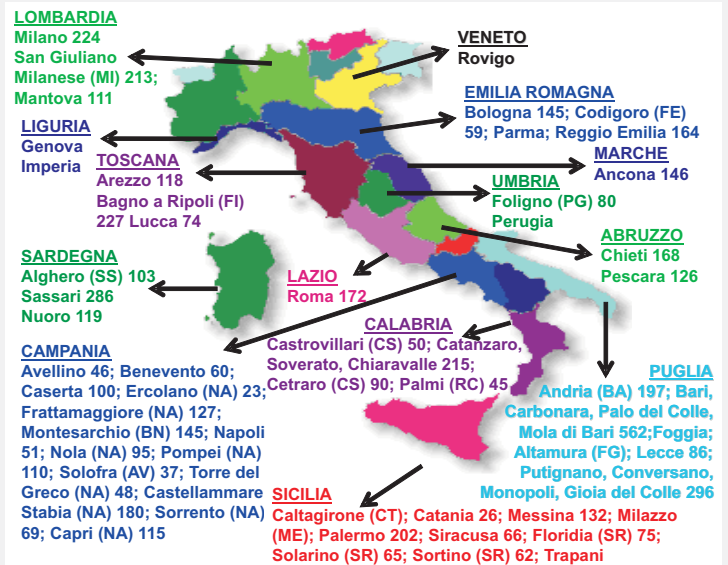 LOMBARDIA
Milano 224
San Giuliano
Milanese (MI) 213;
Mantova 111
VENETO
Rovigo
EMILIA ROMAGNA
Bologna 145; Codigoro (FE)
59; Parma; Reggio Emilia 164
LIGURIA
Genova
Imperia
MARCHE
Ancona 146
TOSCANA
Arezzo 118
Bagno a Ripoli (FI)
227 Lucca 74
UMBRIA
Foligno (PG) 80
Perugia
ABRUZZO
Chieti 168
Pescara 126
SARDEGNA
Alghero (SS) 103
Sassari 286
Nuoro 119
LAZIO
Roma 172
CALABRIA
Castrovillari (CS) 50; Catanzaro,
Soverato, Chiaravalle 215;
Cetraro (CS) 90; Palmi (RC) 45
CAMPANIA
Avellino 46; Benevento 60;
Caserta 100; Ercolano (NA) 23;
Frattamaggiore (NA) 127;
Montesarchio (BN) 145; Napoli
51; Nola (NA) 95; Pompei (NA)
110; Solofra (AV) 37; Torre del
Greco (NA) 48; Castellammare
Stabia (NA) 180; Sorrento (NA)
69; Capri (NA) 115
PUGLIA
Andria (BA) 197; Bari,
Carbonara, Palo del Colle,
Mola di Bari 562;Foggia;
Altamura (FG); Lecce 86;
Putignano, Conversano,
Monopoli, Gioia del Colle 296
SICILIA
Caltagirone (CT); Catania 26; Messina 132; Milazzo
(ME); Palermo 202; Siracusa 66; Floridia (SR) 75;
Solarino (SR) 65; Sortino (SR) 62; Trapani